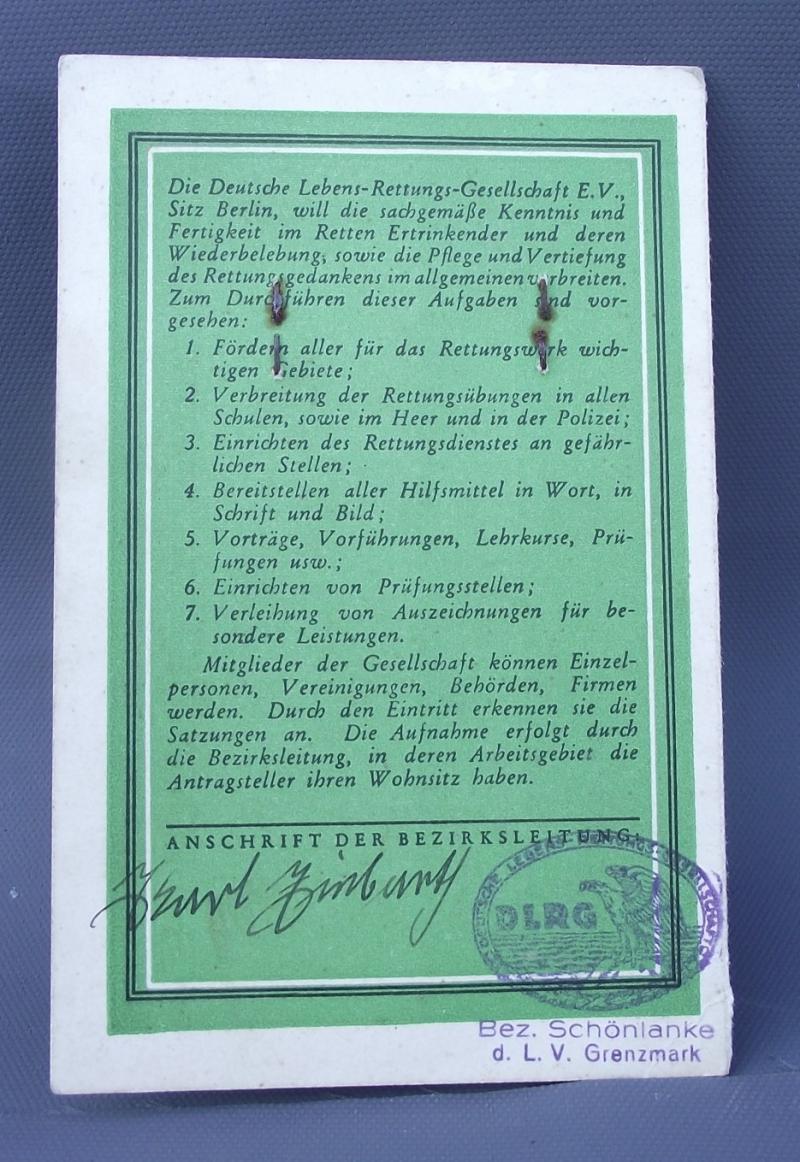 Die Deutsche Lebens-Rettungs-Gesellschaft E.V.,
Sitz Berlin, will die sachgemäße Kenntnis und
Fertigkeit im Retten Ertrinkender und deren
Wiederbelebung, sowie die Pflege und Vertiefung
des Rettungsgedankens im allgemeinen verbreiten.
Zum Durchführen dieser Aufgaben sind vor-
gesehen:
1. Fördern aller für das Rettungswerk wich-
tigen Gebiete;
2. Verbreitung der Rettungsübungen in allen
Schulen, sowie im Heer und in der Polizei;
3. Einrichten des Rettungsdienstes an gefähr-
lichen Stellen;
4. Bereitstellen aller Hilfsmittel in Wort, in
Schrift und Bild;
5. Vorträge, Vorführungen, Lehrkurse, Prü-
fungen usw.;
6. Einrichten von Prüfungsstellen;
7. Verleihung von Auszeichnungen für be-
sondere Leistungen.
Mitglieder der Gesellschaft können Einzel-
personen, Vereinigungen, Behörden, Firmen
werden. Durch den Eintritt erkennen sie die
Satzungen an. Die Aufnahme erfolgt durch
die Bezirksleitung, in deren Arbeitsgebiet die
Antragsteller ihren Wohnsitz haben.
ANSCHRIFT DER BEZIRKSLEITUNG:
Karl
DEUTSCHE LEBENS-RETTUNGS-GESELLSCHAFT
DLRG
Bez. Schönlanke
d. L. V. Grenzmark